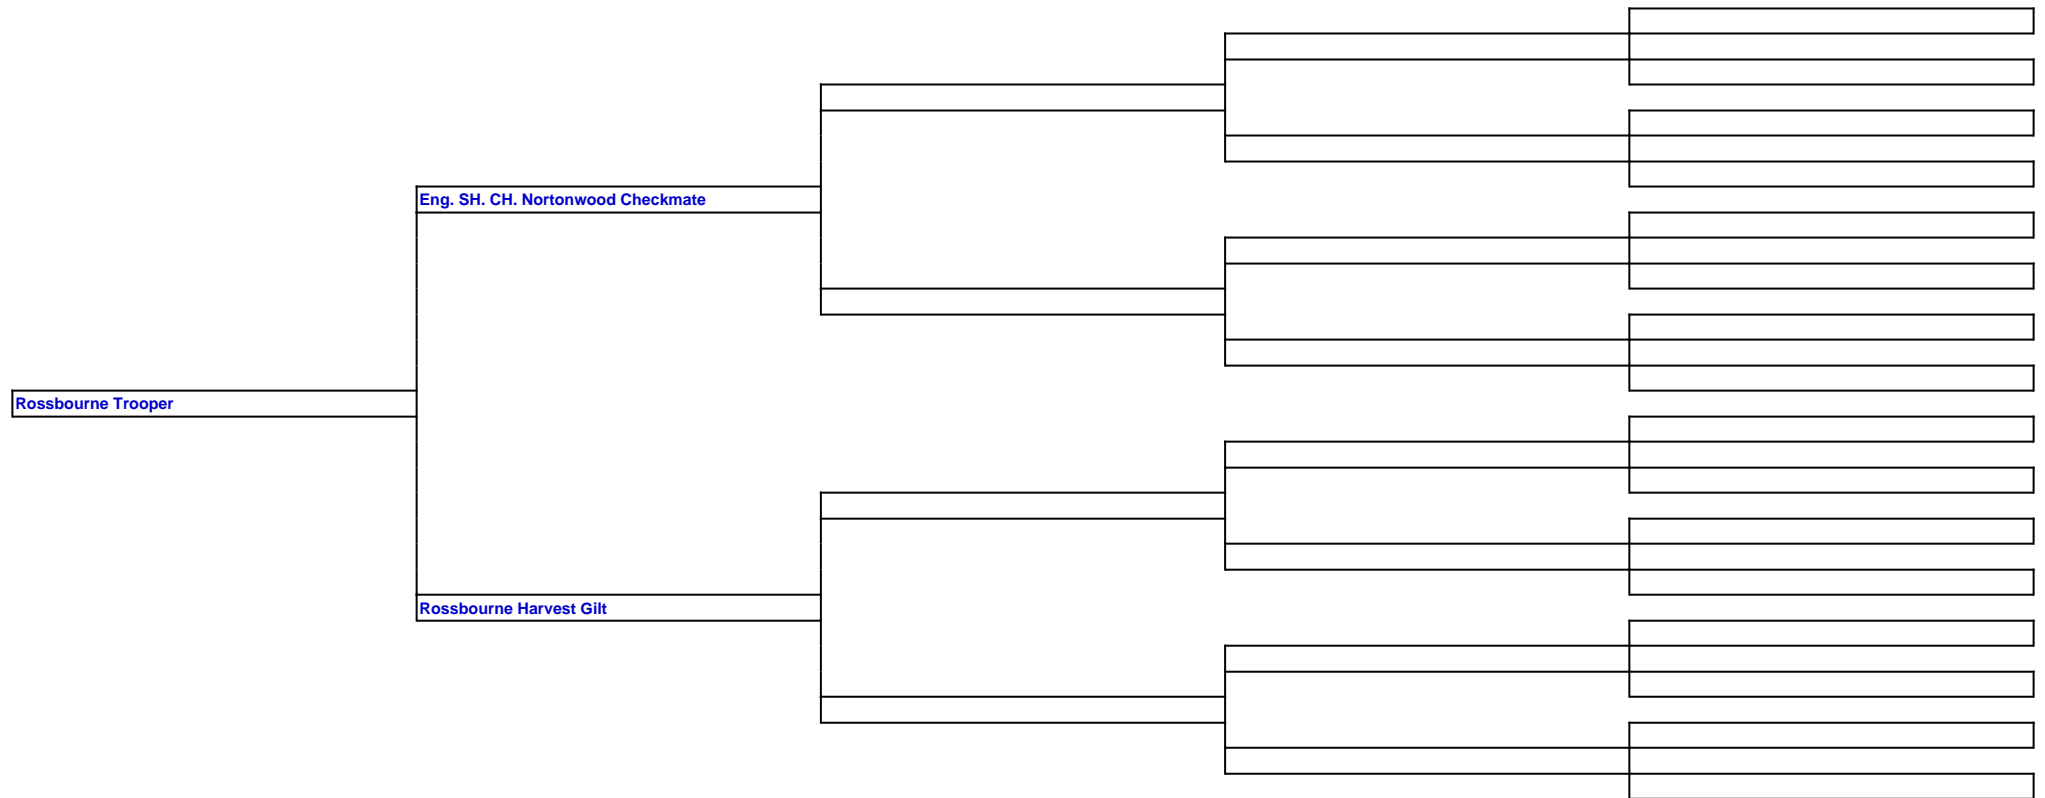 Eng. SH. CH. Nortonwood Checkmate
Rossbourne Trooper
Rossbourne Harvest Gilt